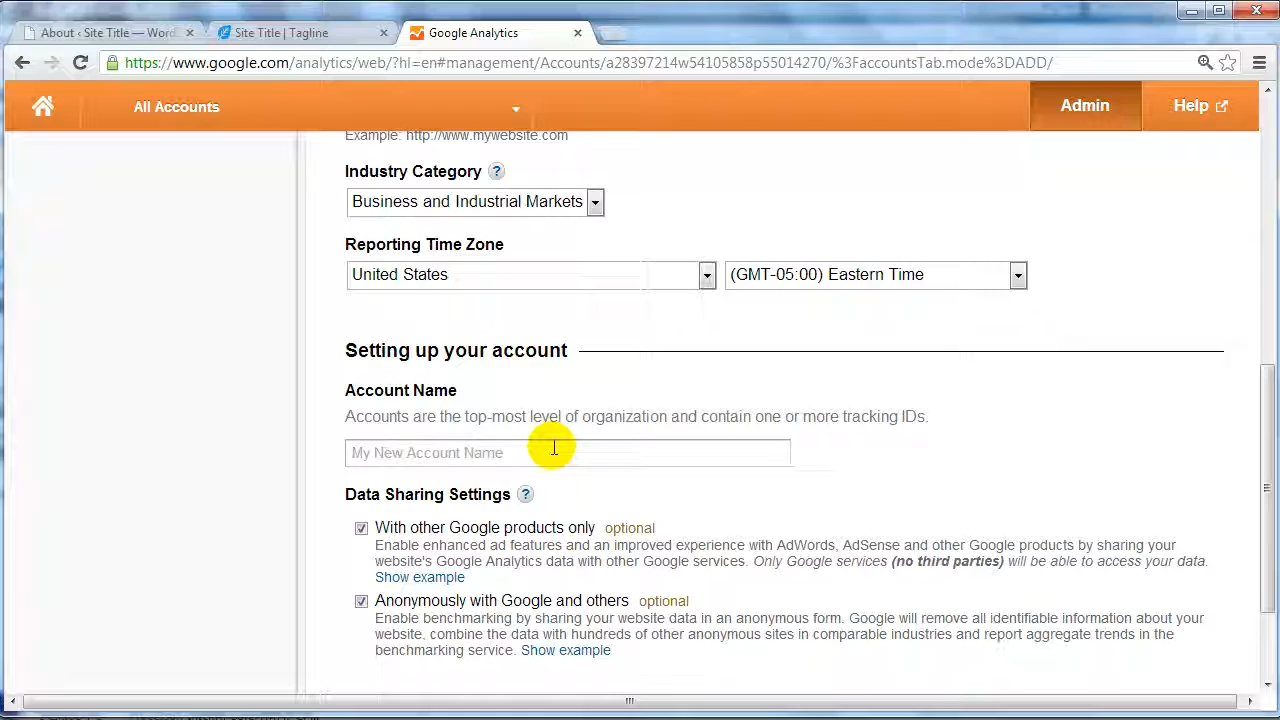 About ‹ Site Title — Word
Site Title | Tagline
Google Analytics
https://www.google.com/analytics/web/?hl=en#management/Accounts/a28397214w54105858p55014270/%3FaccountsTab.mode%3DADD/
All Accounts
Admin
Help
Example: http://www.mywebsite.com
Industry Category ?
Business and Industrial Markets
Reporting Time Zone
United States
(GMT-05:00) Eastern Time
Setting up your account
Account Name
Accounts are the top-most level of organization and contain one or more tracking IDs.
My New Account Name
Data Sharing Settings ?
With other Google products only optional
Enable enhanced ad features and an improved experience with AdWords, AdSense and other Google products by sharing your
website's Google Analytics data with other Google services. Only Google services (no third parties) will be able to access your data.
Show example
Anonymously with Google and others optional
Enable benchmarking by sharing your website data in an anonymous form. Google will remove all identifiable information about your
website, combine the data with hundreds of other anonymous sites in comparable industries and report aggregate trends in the
benchmarking service. Show example